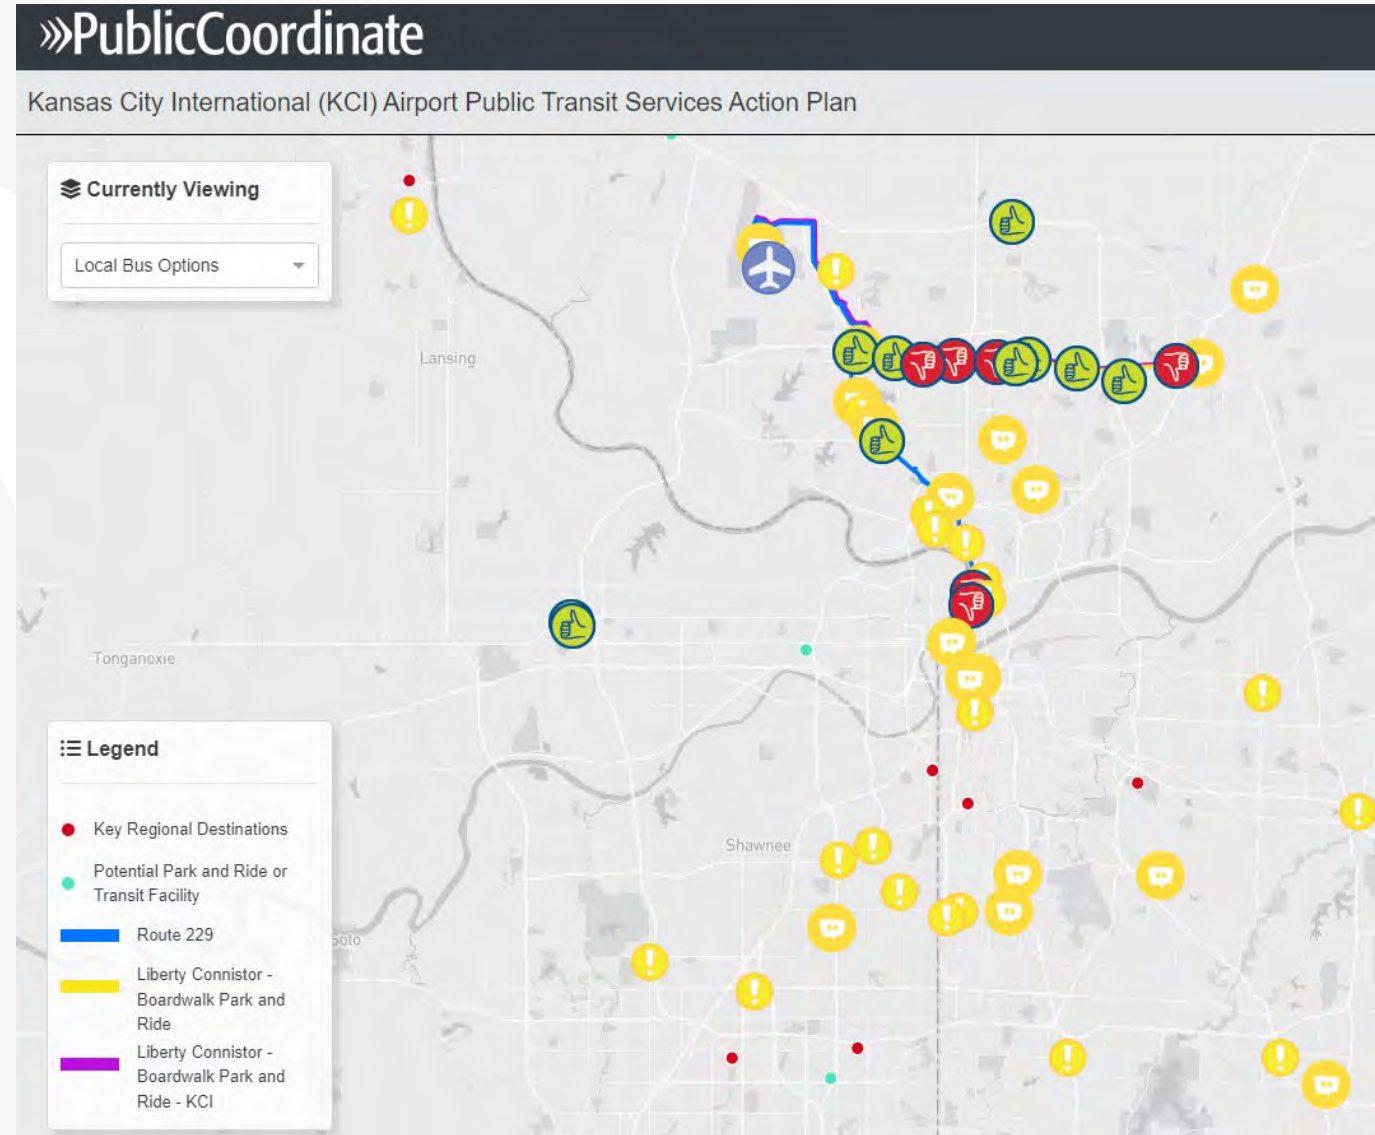 »»PublicCoordinate
Kansas City International (KCI) Airport Public Transit Services Action Plan
Currently Viewing
Local Bus Options
Lansing
Tonganoxie
Legend
Key Regional Destinations
Potential Park and Ride or
Transit Facility
Route 229
Liberty Connistor -
Boardwalk Park and
Ride
Liberty Connistor -
Boardwalk Park and
Ride - KCI
Shawnee
Soto